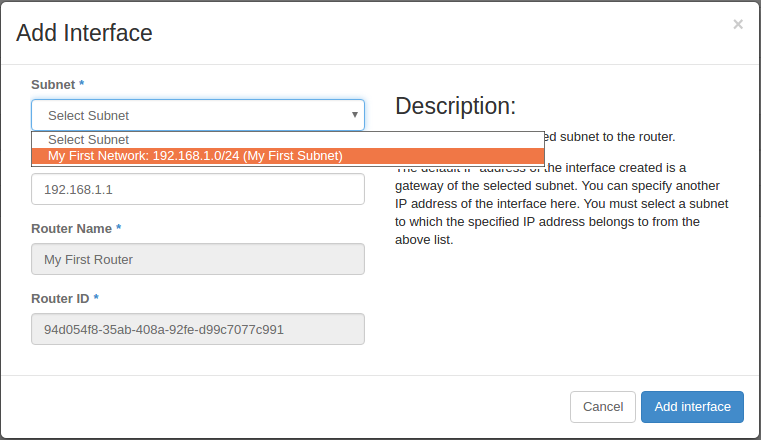 Add Interface
×
Subnet *
Select Subnet
Select Subnet
My First Network: 192.168.1.0/24 (My First Subnet)
192.168.1.1
Router Name *
My First Router
Router ID *
94d054f8-35ab-408a-92fe-d99c7077c991
Description:
subnet to the router.
The default IP address of the interface created is a
gateway of the selected subnet. You can specify another
IP address of the interface here. You must select a subnet
to which the specified IP address belongs to from the
above list.
Cancel
Add interface